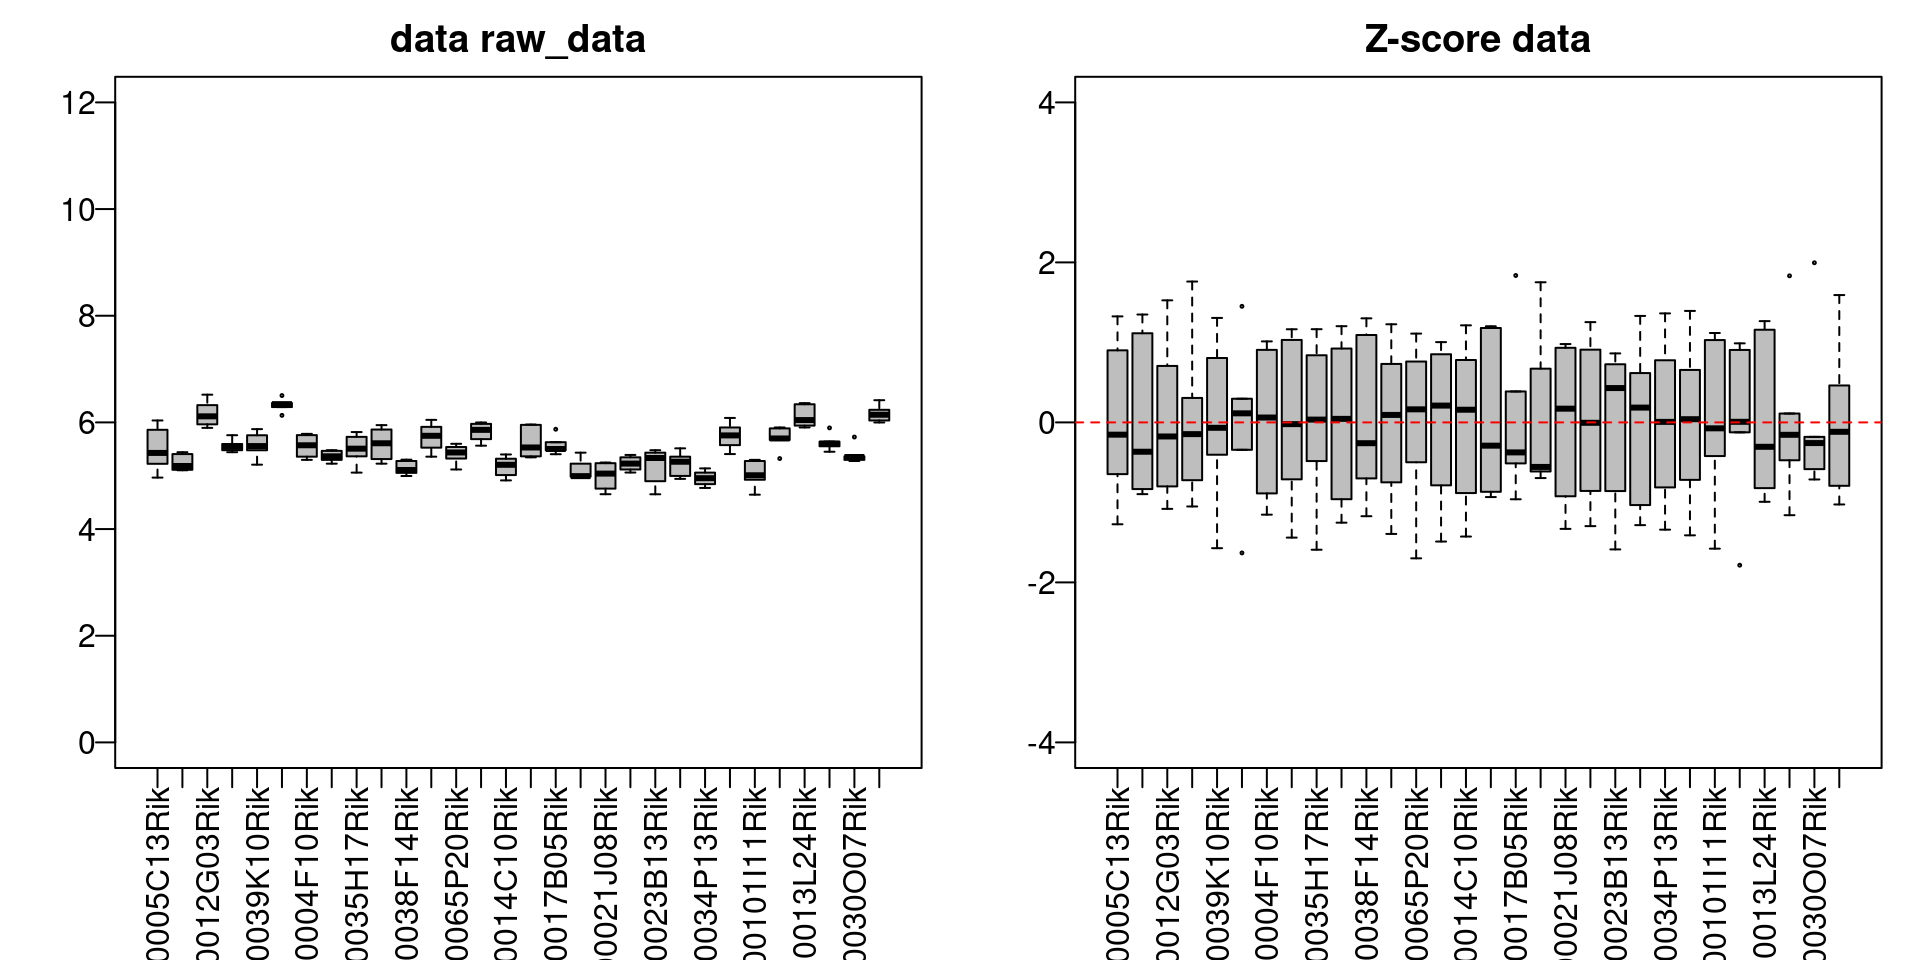 data raw_data
12
10
8
6
4
2
0
0005C13Rik
0012G03Rik
0039K10Rik
0004F10Rik
0035H17Rik
0038F14Rik
0065P20Rik
0014C10Rik
0017B05Rik
0021J08Rik
0023B13Rik
0034P13Rik
00101I11Rik
0013L24Rik
0030O07Rik
Z-score data
4
2
0
-2
-4
0005C13Rik
0012G03Rik
0039K10Rik
0004F10Rik
0035H17Rik
0038F14Rik
0065P20Rik
0014C10Rik
0017B05Rik
0021J08Rik
0023B13Rik
0034P13Rik
00101I11Rik
0013L24Rik
0030O07Rik